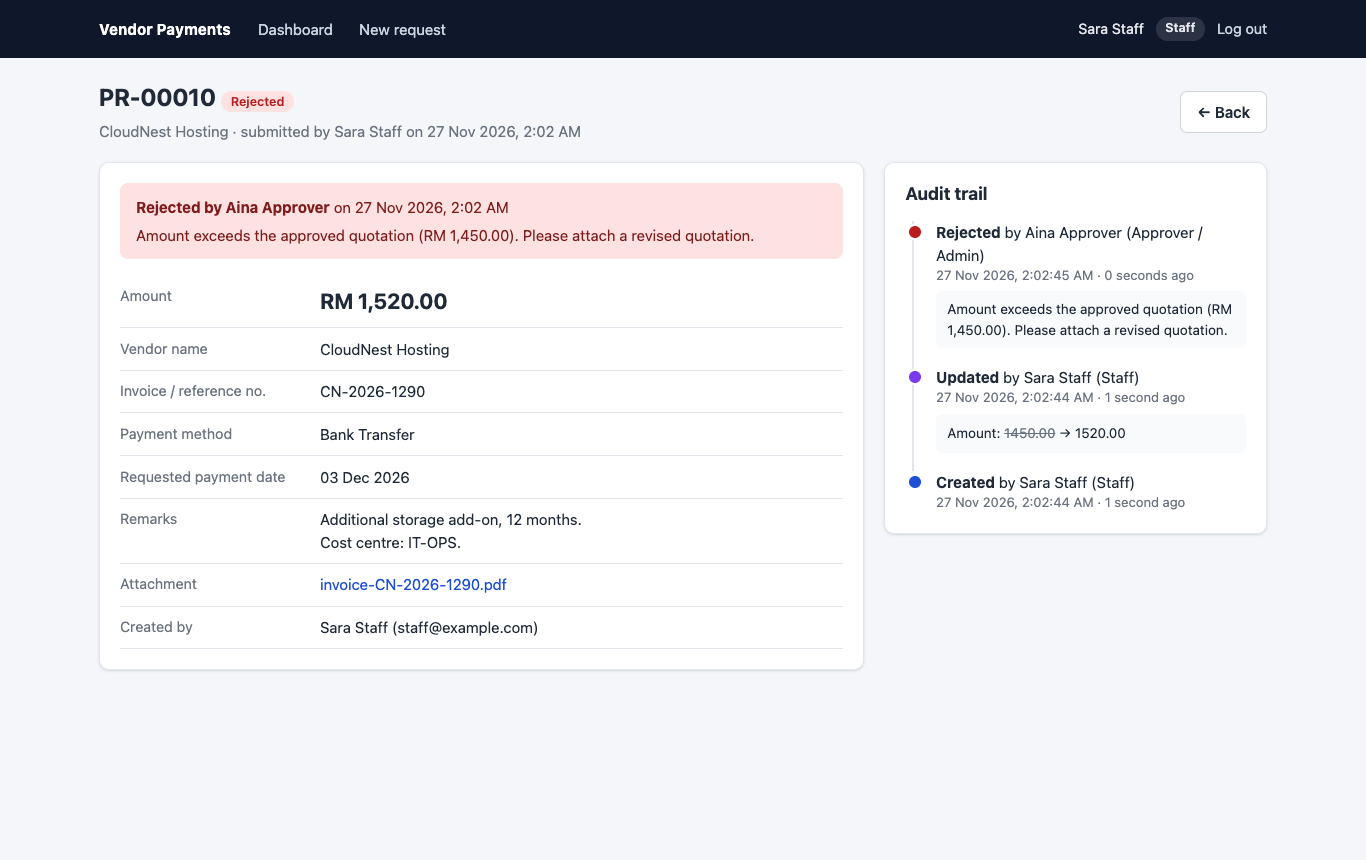 Vendor Payments Dashboard New request Sara Staff Staff Log out
PR-00010 Rejected
CloudNest Hosting · submitted by Sara Staff on 27 Nov 2026, 2:02 AM
← Back
Rejected by Aina Approver on 27 Nov 2026, 2:02 AM
Amount exceeds the approved quotation (RM 1,450.00). Please attach a revised quotation.
Amount RM 1,520.00
Vendor name CloudNest Hosting
Invoice / reference no. CN-2026-1290
Payment method Bank Transfer
Requested payment date 03 Dec 2026
Remarks Additional storage add-on, 12 months.
Cost centre: IT-OPS.
Attachment invoice-CN-2026-1290.pdf
Created by Sara Staff (staff@example.com)
Audit trail
Rejected by Aina Approver (Approver /
Admin)
27 Nov 2026, 2:02:45 AM · 0 seconds ago
Amount exceeds the approved quotation (RM
1,450.00). Please attach a revised quotation.
Updated by Sara Staff (Staff)
27 Nov 2026, 2:02:44 AM · 1 second ago
Amount: 1450.00 → 1520.00
Created by Sara Staff (Staff)
27 Nov 2026, 2:02:44 AM · 1 second ago